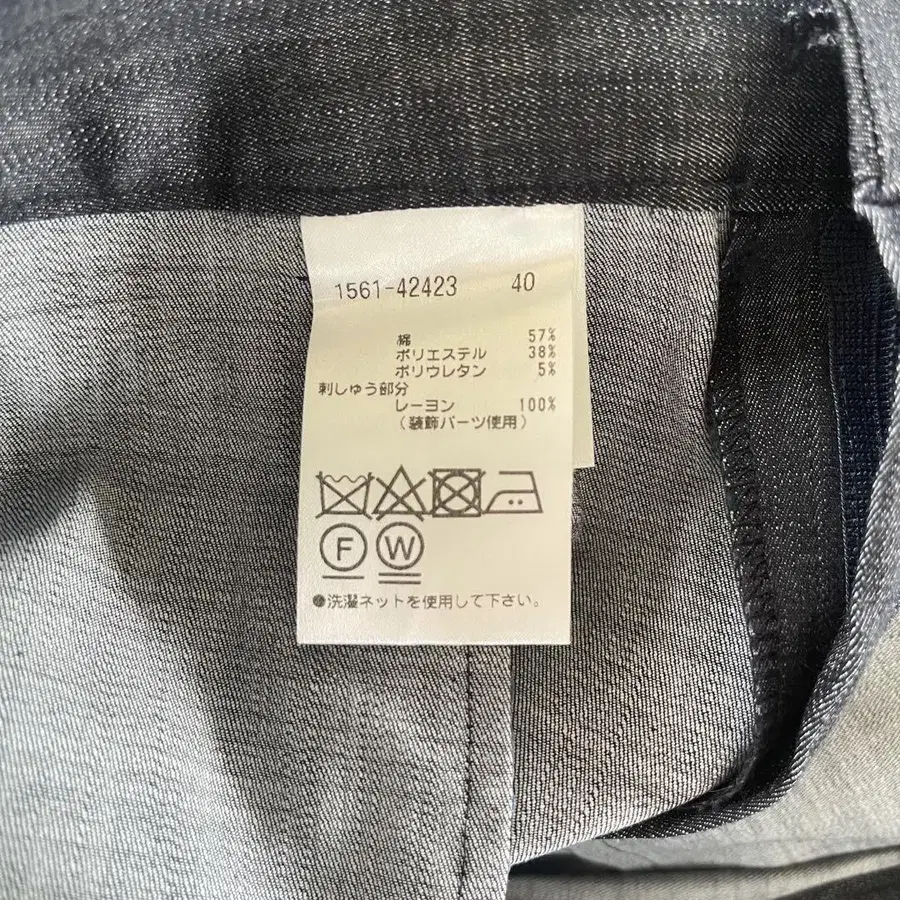 1561-42423 40
綿 57%
ポリエステル 38%
ポリウレタン 5%
刺しゅう部分
レーヨン 100%
(装飾パーツ使用)
F W
●洗濯ネットを使用して下さい。